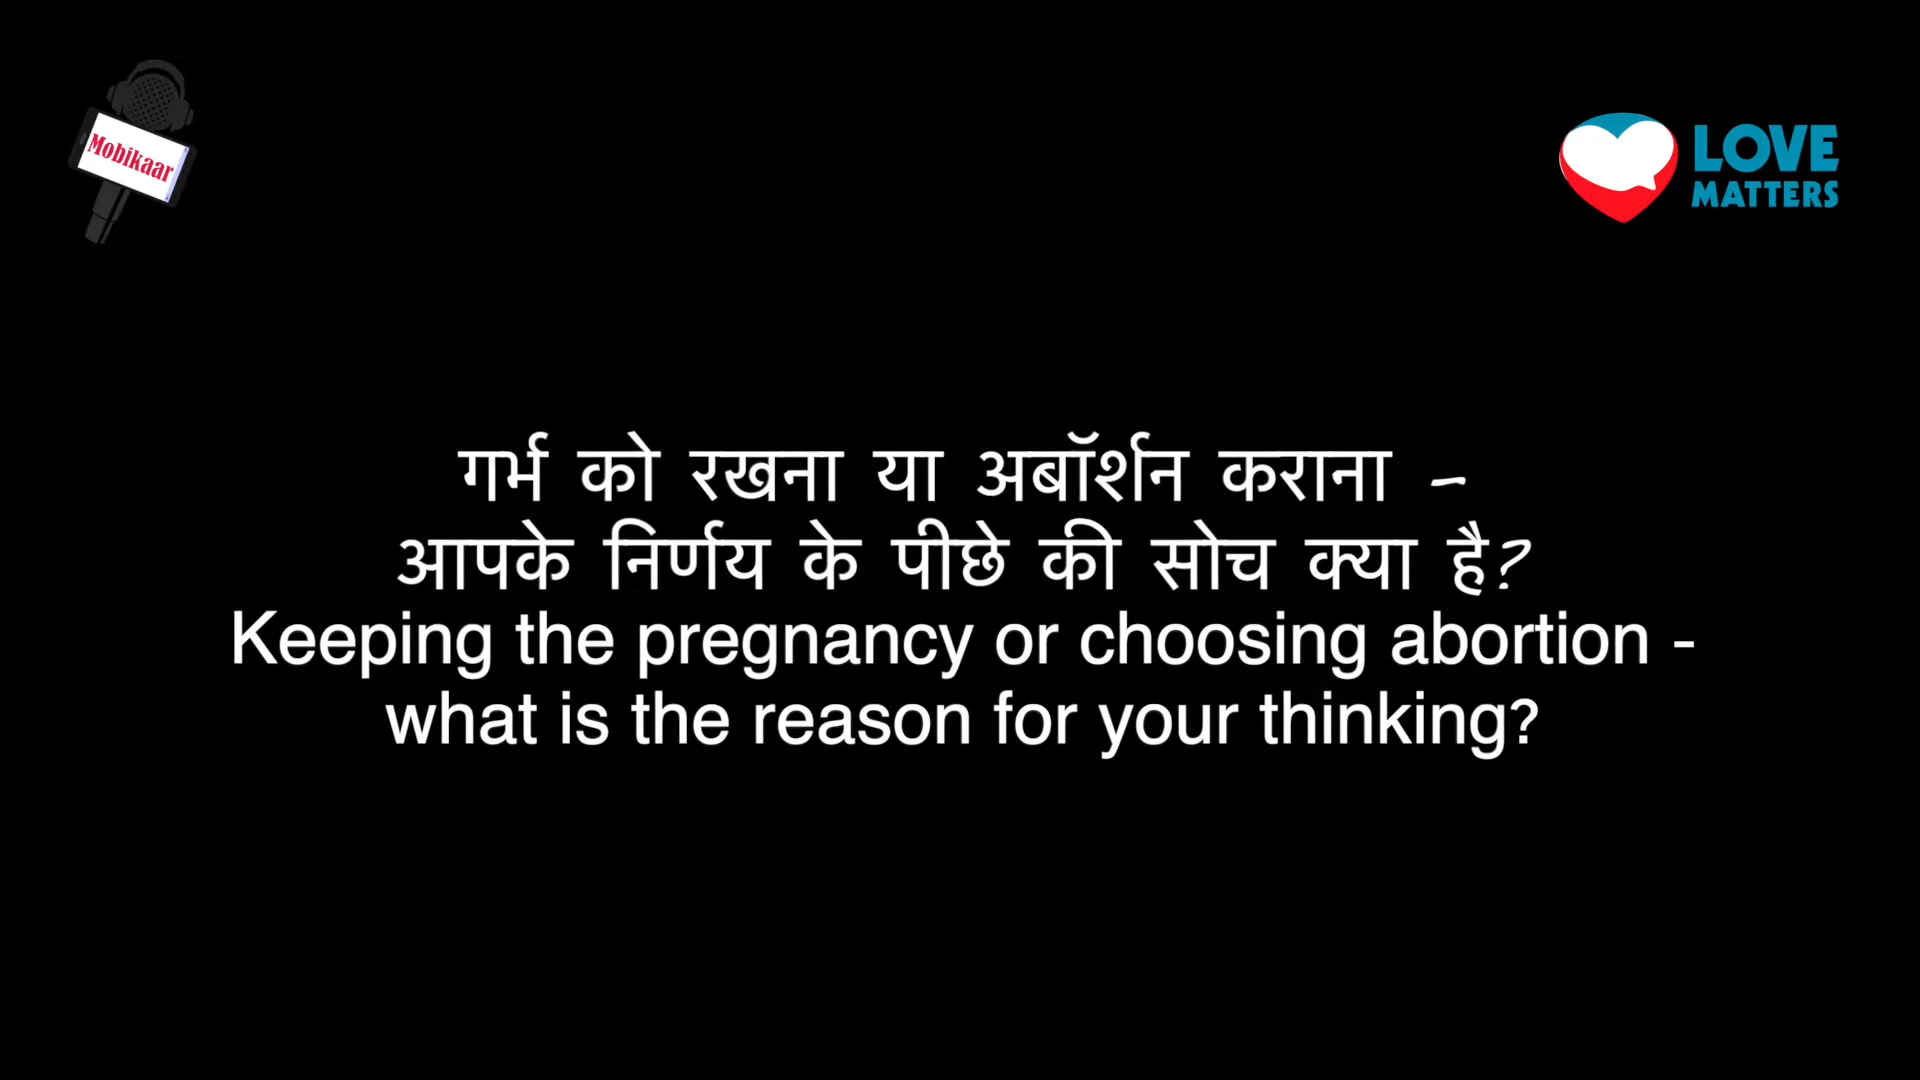 Mobikaar
LOVE
MATTERS
गर्भ को रखना या अबॉर्शन कराना –
आपके निर्णय के पीछे की सोच क्या है?
Keeping the pregnancy or choosing abortion -
what is the reason for your thinking?